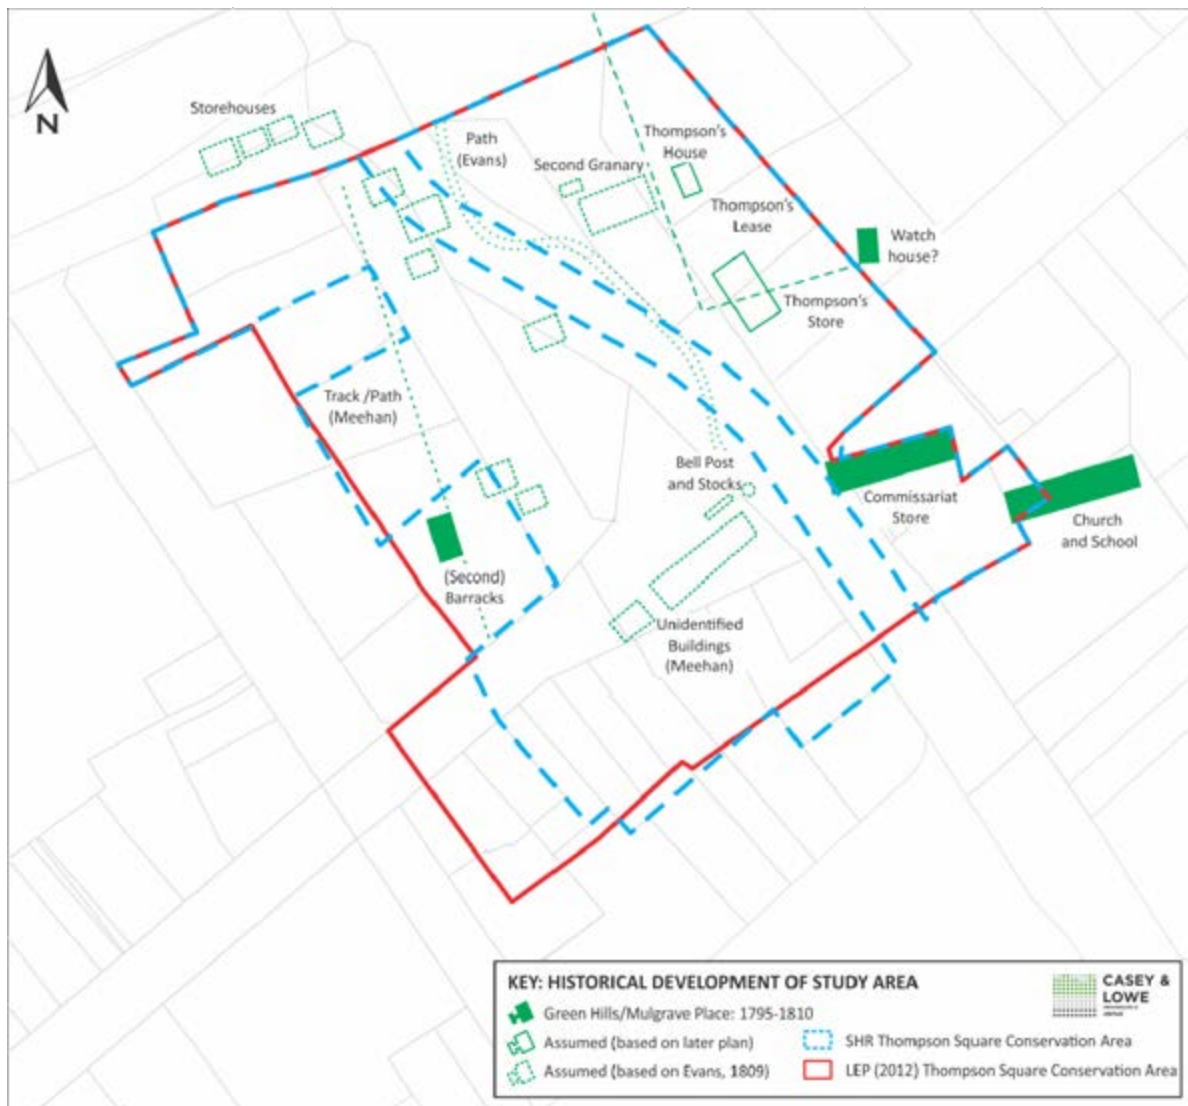 N
Storehouses
Path
(Evans)
Second Granary
Thompson's
House
Thompson's
Lease
Watch
house?
Thompson's
Store
Track /Path
(Meehan)
Bell Post
and Stocks
Commissariat
Store
Church
and School
(Second)
Barracks
Unidentified
Buildings
(Meehan)
KEY: HISTORICAL DEVELOPMENT OF STUDY AREA
Green Hills/Mulgrave Place: 1795-1810
Assumed (based on later plan)
Assumed (based on Evans, 1809)
CASEY &
LOWE
SHR Thompson Square Conservation Area
LEP (2012) Thompson Square Conservation Area